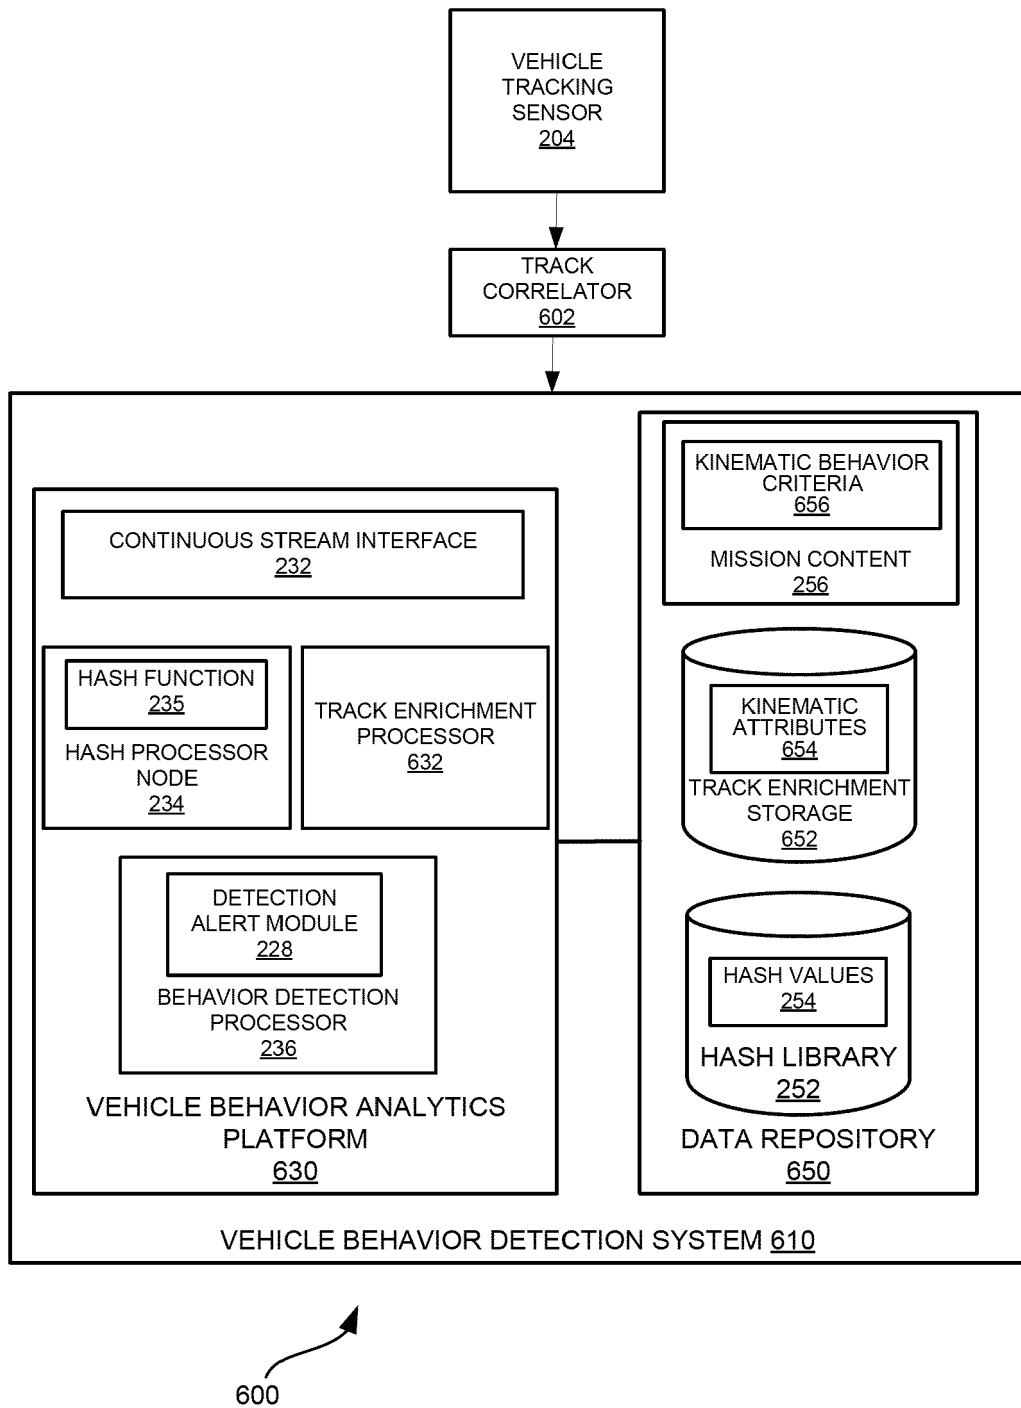 VEHICLE
TRACKING
SENSOR
204
TRACK
CORRELATOR
602
CONTINUOUS STREAM INTERFACE
232
HASH FUNCTION
235
HASH PROCESSOR
NODE
234
TRACK ENRICHMENT
PROCESSOR
632
DETECTION
ALERT MODULE
228
BEHAVIOR DETECTION
PROCESSOR
236
VEHICLE BEHAVIOR ANALYTICS
PLATFORM
630
KINEMATIC BEHAVIOR
CRITERIA
656
MISSION CONTENT
256
KINEMATIC
ATTRIBUTES
654
TRACK ENRICHMENT
STORAGE
652
HASH VALUES
254
HASH LIBRARY
252
DATA REPOSITORY
650
VEHICLE BEHAVIOR DETECTION SYSTEM 610
600